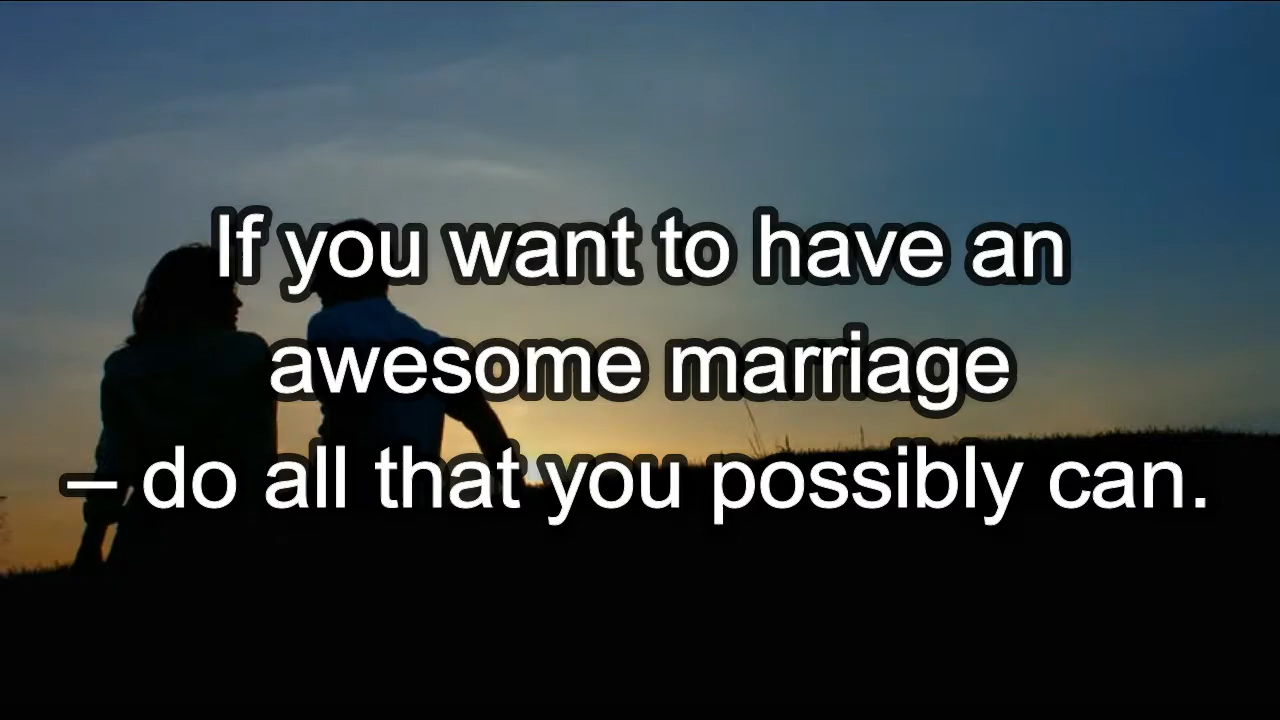 If you want to have an
awesome marriage
– do all that you possibly can.